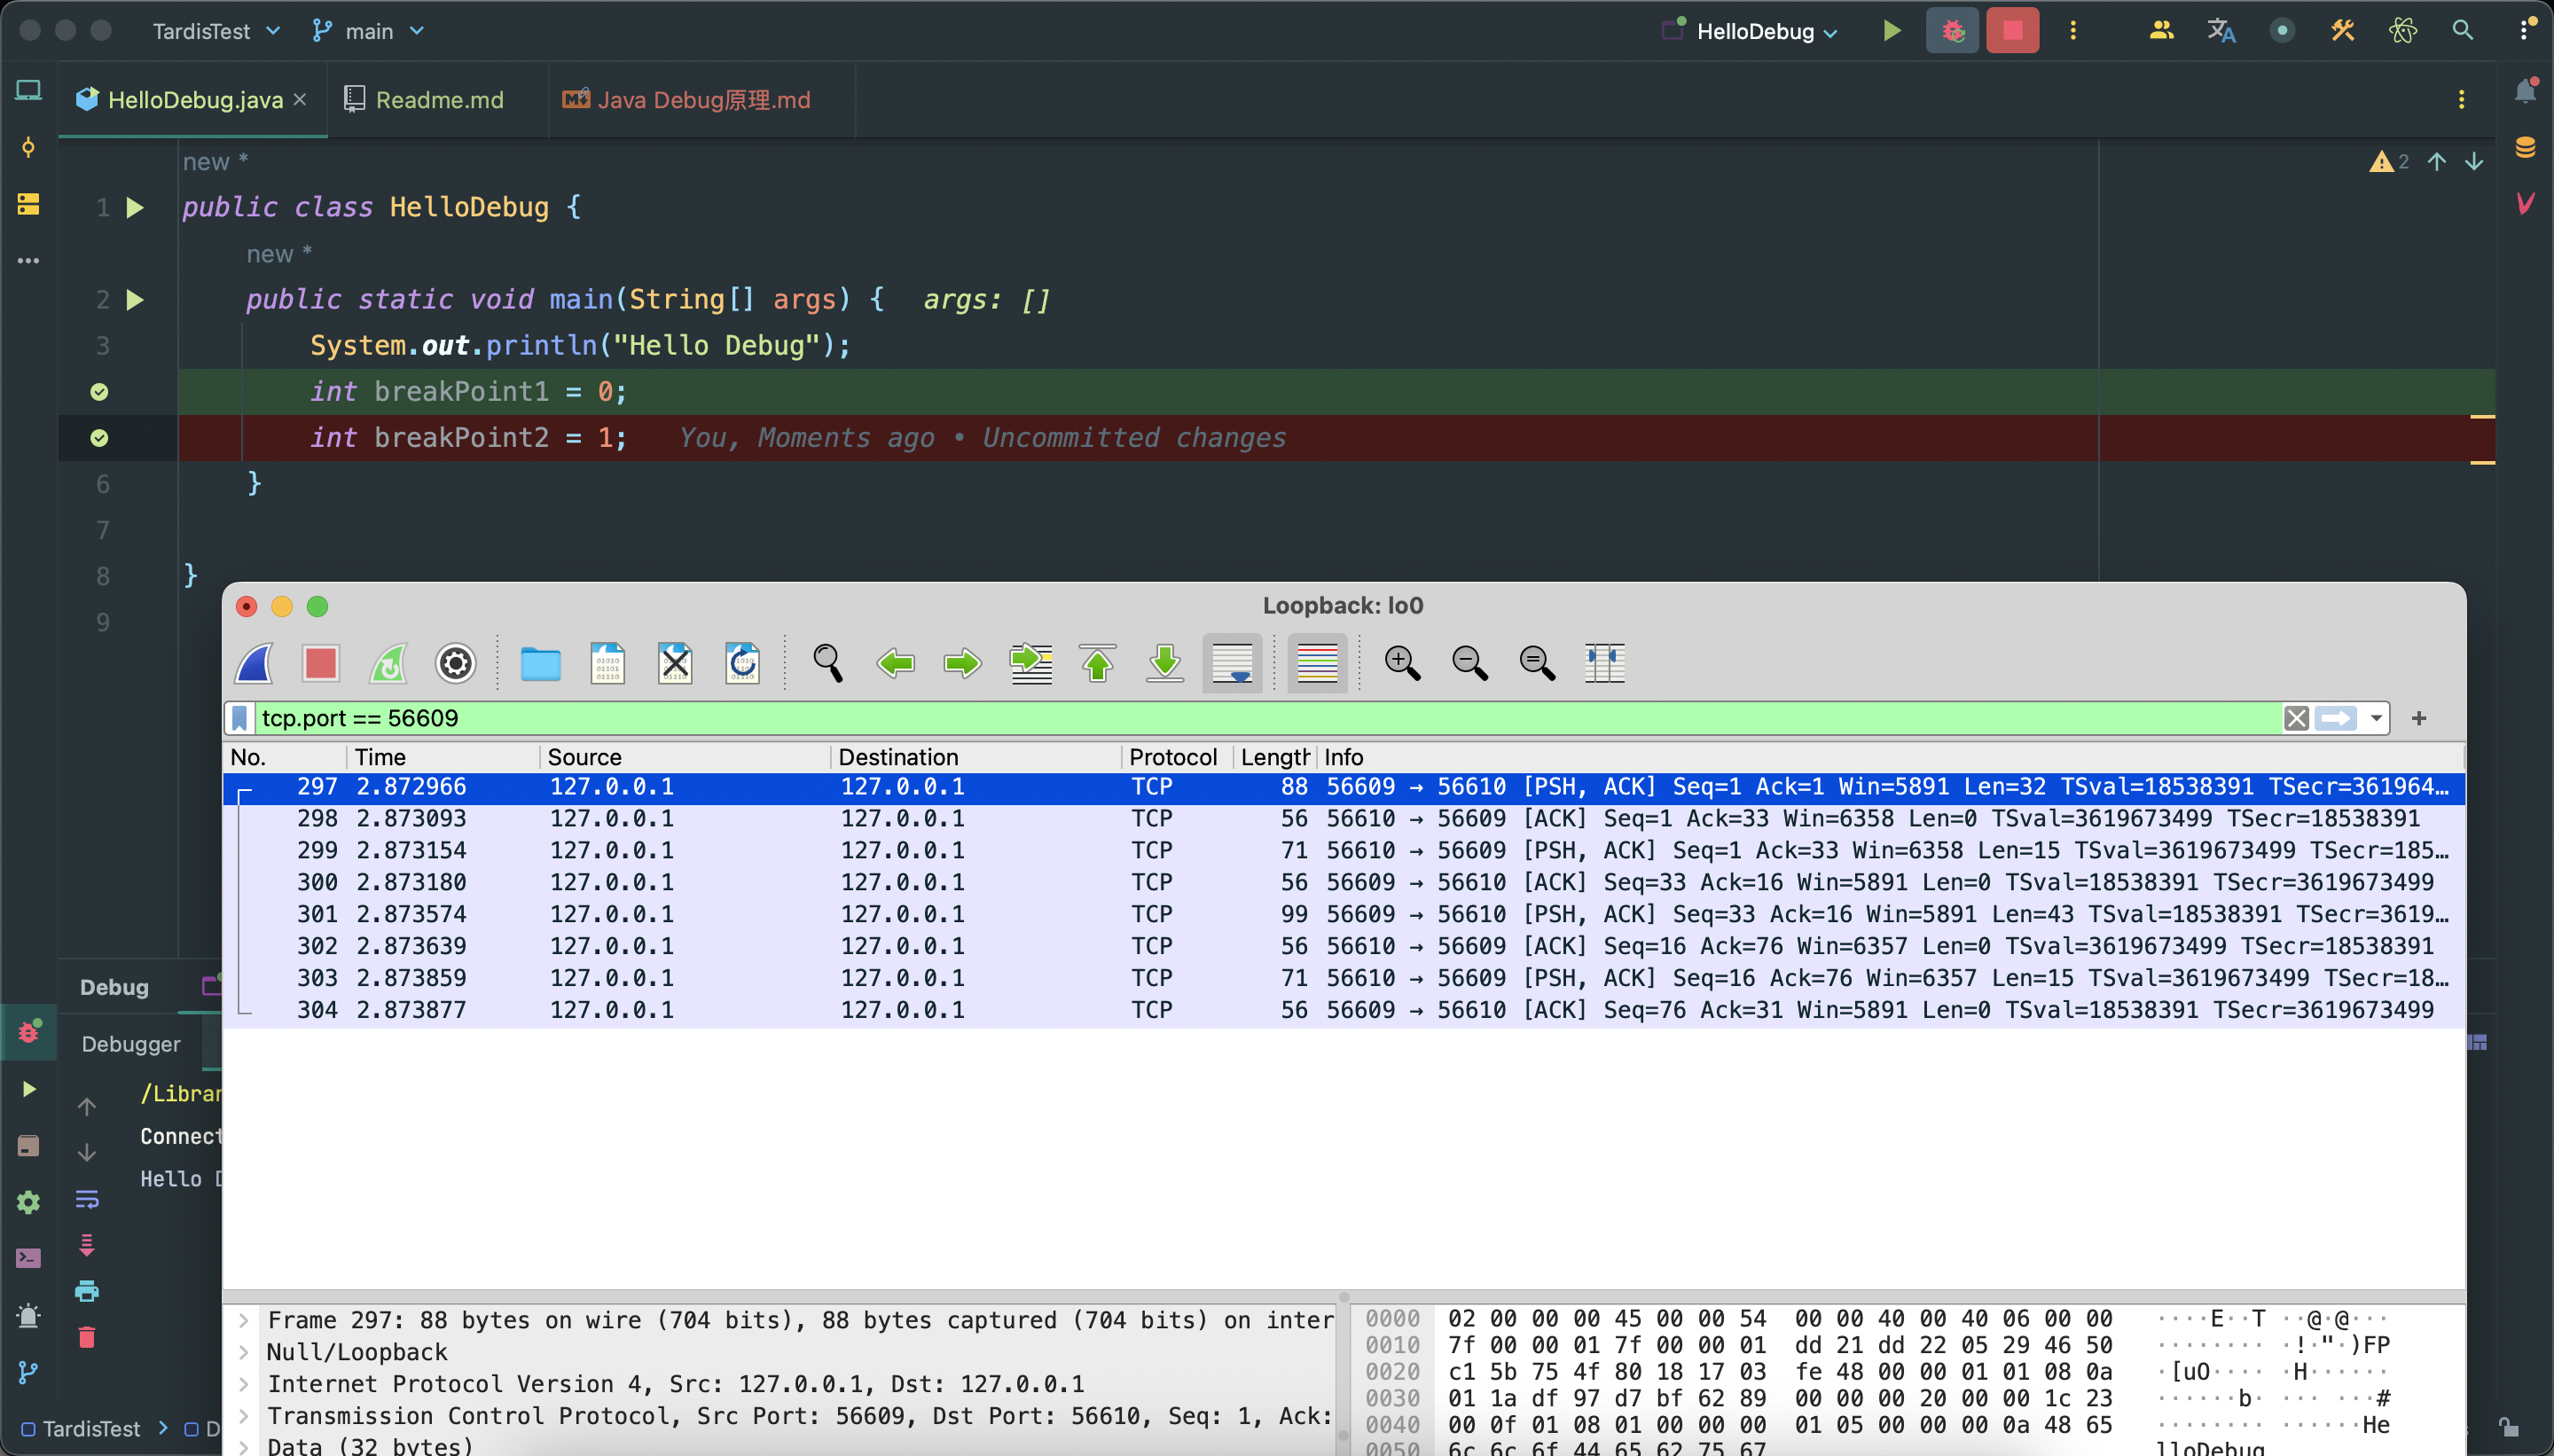 TardisTest main HelloDebug
HelloDebug.java Readme.md Java Debug原理.md
new *
2
1 public class HelloDebug {
new *
2 public static void main(String[] args) { args: []
3 System.out.println("Hello Debug");
int breakPoint1 = 0;
int breakPoint2 = 1; You, Moments ago • Uncommitted changes
6 }
7
8 }
9
Loopback: lo0
tcp.port == 56609
No. Time Source Destination Protocol Length Info
297 2.872966 127.0.0.1 127.0.0.1 TCP 88 56609 → 56610 [PSH, ACK] Seq=1 Ack=1 Win=5891 Len=32 TSval=18538391 TSecr=361964…
298 2.873093 127.0.0.1 127.0.0.1 TCP 56 56610 → 56609 [ACK] Seq=1 Ack=33 Win=6358 Len=0 TSval=3619673499 TSecr=18538391
299 2.873154 127.0.0.1 127.0.0.1 TCP 71 56610 → 56609 [PSH, ACK] Seq=1 Ack=33 Win=6358 Len=15 TSval=3619673499 TSecr=185…
300 2.873180 127.0.0.1 127.0.0.1 TCP 56 56609 → 56610 [ACK] Seq=33 Ack=16 Win=5891 Len=0 TSval=18538391 TSecr=3619673499
301 2.873574 127.0.0.1 127.0.0.1 TCP 99 56609 → 56610 [PSH, ACK] Seq=33 Ack=16 Win=5891 Len=43 TSval=18538391 TSecr=3619…
302 2.873639 127.0.0.1 127.0.0.1 TCP 56 56610 → 56609 [ACK] Seq=16 Ack=76 Win=6357 Len=0 TSval=3619673499 TSecr=18538391
303 2.873859 127.0.0.1 127.0.0.1 TCP 71 56610 → 56609 [PSH, ACK] Seq=16 Ack=76 Win=6357 Len=15 TSval=3619673499 TSecr=18…
304 2.873877 127.0.0.1 127.0.0.1 TCP 56 56609 → 56610 [ACK] Seq=76 Ack=31 Win=5891 Len=0 TSval=18538391 TSecr=3619673499
Debug
Debugger
/Librar
Connect
Hello D
Frame 297: 88 bytes on wire (704 bits), 88 bytes captured (704 bits) on inter
Null/Loopback
Internet Protocol Version 4, Src: 127.0.0.1, Dst: 127.0.0.1
Transmission Control Protocol, Src Port: 56609, Dst Port: 56610, Seq: 1, Ack:
Data (32 bytes)
0000 02 00 00 00 45 00 00 54 00 00 40 00 40 06 00 00 ····E··T ··@·@···
0010 7f 00 00 01 7f 00 00 01 dd 21 dd 22 05 29 46 50 ········ ·!·"·)FP
0020 c1 5b 75 4f 80 18 17 03 fe 48 00 00 01 01 08 0a ·[uO···· ·H······
0030 01 1a df 97 d7 bf 62 89 00 00 00 20 00 00 1c 23 ······b· ··· ···#
0040 00 0f 01 08 01 00 00 00 01 05 00 00 00 0a 48 65 ········ ······He
0050 6c 6c 6f 44 65 62 75 67 lloDebug
TardisTest D